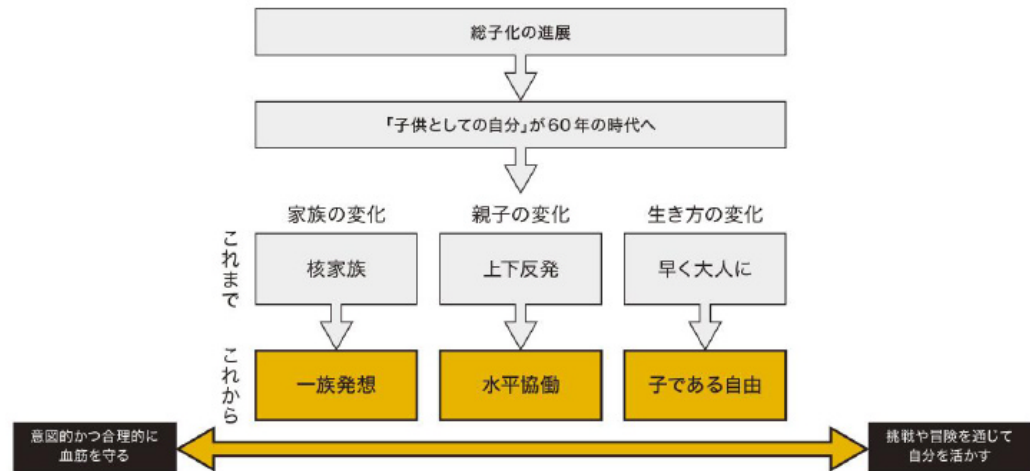 総子化の進展
「子供としての自分」が60年の時代へ
家族の変化
親子の変化
生き方の変化
これまで
核家族
上下反発
早く大人に
これから
一族発想
水平協働
子である自由
意図的かつ合理的に
血筋を守る
挑戦や冒険を通じて
自分を活かす